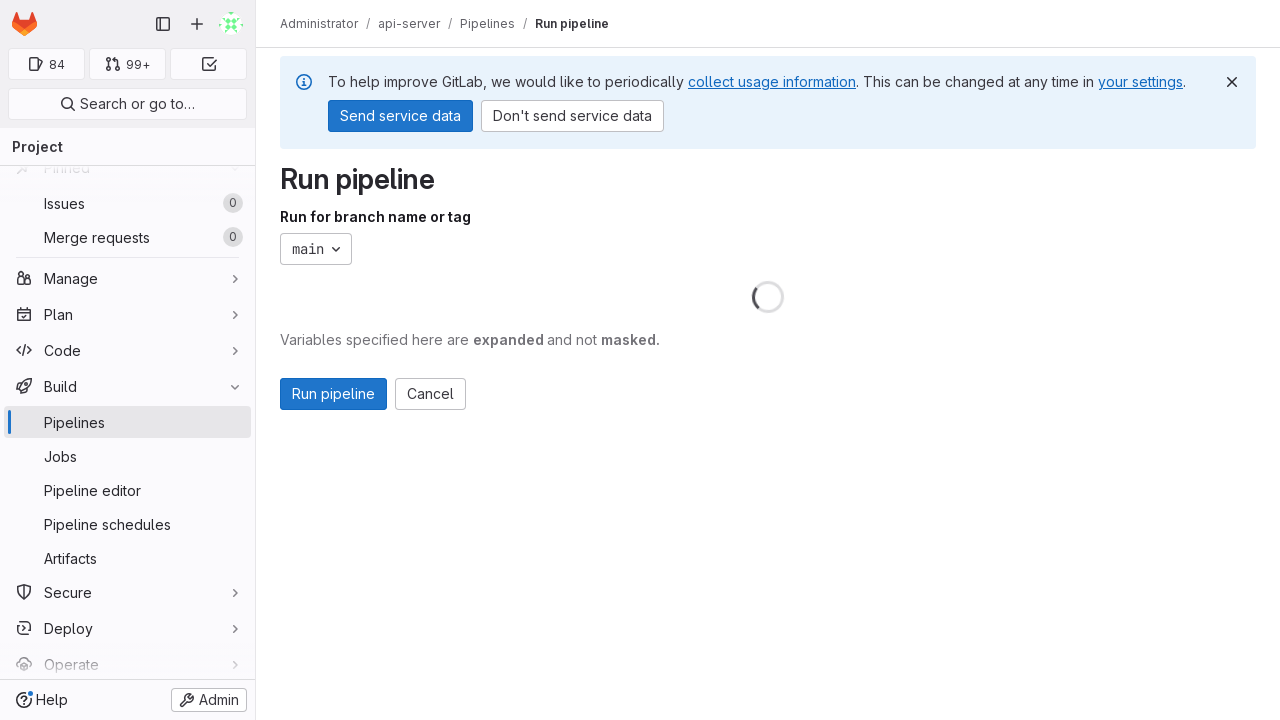 Administrator / api-server / Pipelines / Run pipeline
84
99+
Search or go to…
Project
Pinned
Issues 0
Merge requests 0
Manage
Plan
Code
Build
Pipelines
Jobs
Pipeline editor
Pipeline schedules
Artifacts
Secure
Deploy
Operate
Help
Admin
To help improve GitLab, we would like to periodically collect usage information. This can be changed at any time in your settings.
Send service data Don't send service data
Run pipeline
Run for branch name or tag
main
Variables specified here are expanded and not masked.
Run pipeline Cancel